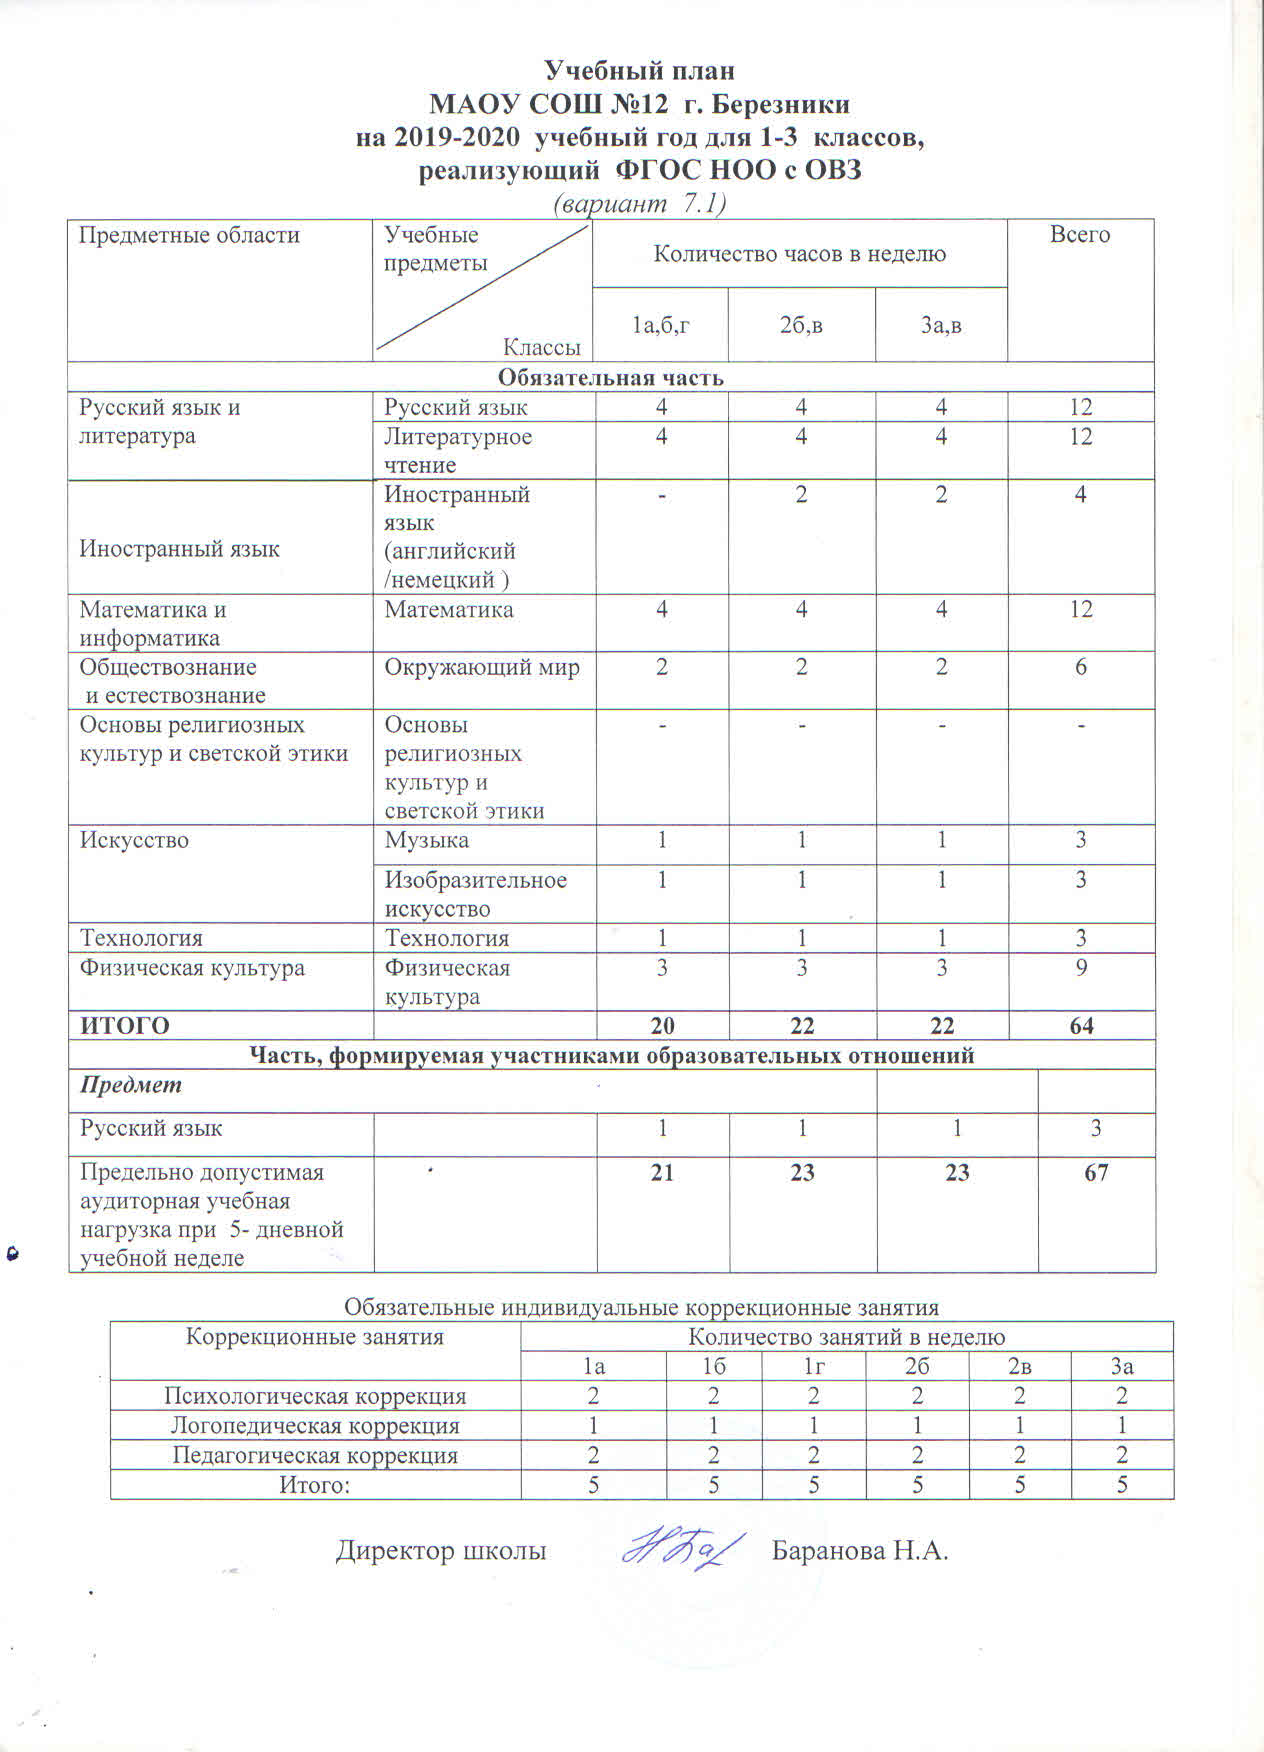 Учебный план
МАОУ СОШ №12 г. Березники
на 2019-2020 учебный год для 1-3 классов,
реализующий ФГОС НОО с ОВЗ
(вариант 7.1)
Предметные области
Учебные
предметы
Классы
Количество часов в неделю
Всего
1а,б,г 2б,в 3а,в
Обязательная часть
Русский язык и
литература
Русский язык 4 4 4 12
Литературное
чтение
4 4 4 12
Иностранный язык
Иностранный
язык
(английский
/немецкий )
- 2 2 4
Математика и
информатика
Математика 4 4 4 12
Обществознание
и естествознание
Окружающий мир 2 2 2 6
Основы религиозных
культур и светской этики
Основы
религиозных
культур и
светской этики
- - - -
Искусство
Музыка 1 1 1 3
Изобразительное
искусство
1 1 1 3
Технология Технология 1 1 1 3
Физическая культура
Физическая
культура
3 3 3 9
ИТОГО 20 22 22 64
Часть, формируемая участниками образовательных отношений
Предмет
Русский язык 1 1 1 3
Предельно допустимая
аудиторная учебная
нагрузка при 5- дневной
учебной неделе
21 23 23 67
Обязательные индивидуальные коррекционные занятия
Коррекционные занятия
Количество занятий в неделю
1а 1б 1г 2б 2в 3а
Психологическая коррекция 2 2 2 2 2 2
Логопедическая коррекция 1 1 1 1 1 1
Педагогическая коррекция 2 2 2 2 2 2
Итого: 5 5 5 5 5 5
Директор школы Баранова Н.А.